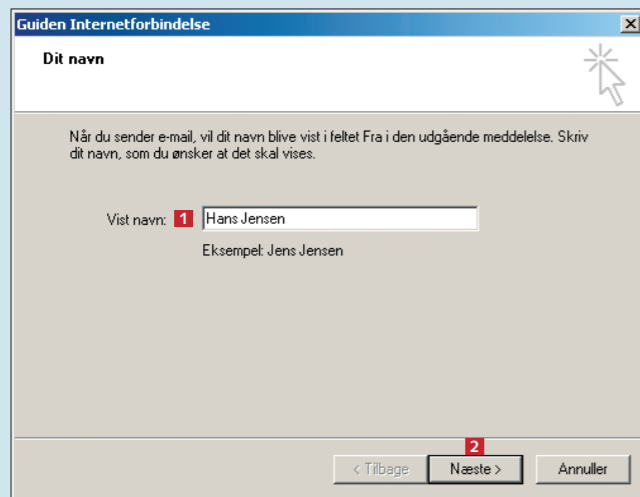 Guiden Internetforbindelse
Dit navn
Når du sender e-mail, vil dit navn blive vist i feltet Fra i den udgående meddelelse. Skriv
dit navn, som du ønsker at det skal vises.
Vist navn: 1 Hans Jensen
Eksempel: Jens Jensen
2
< Tilbage Næste > Annuller